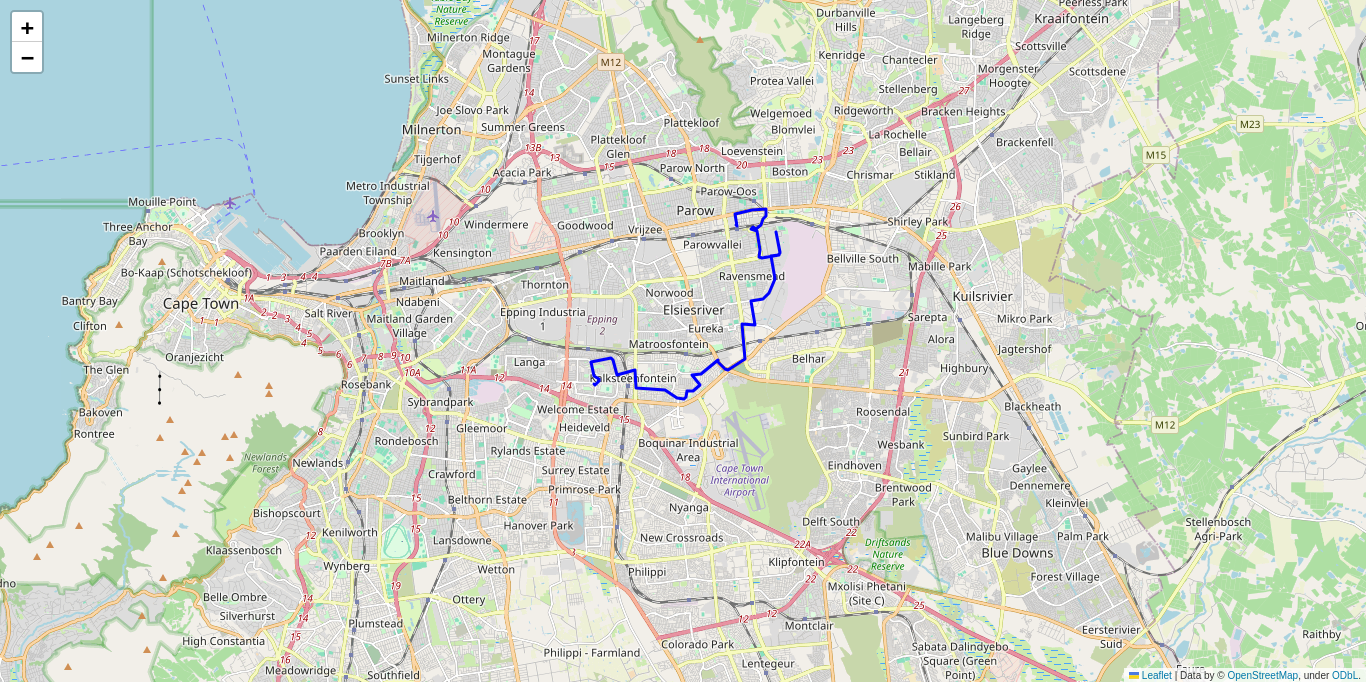 +
−
Nature
Reserve
Milnerton Ridge
Montague
Gardens
Sunset Links
Joe Slovo Park
Milnerton
Summer Greens
Tijgerhof
Acacia Park
Metro Industrial
Township
Brooklyn
Paarden Eiland
Windermere
Kensington
Maitland
Ndabeni
Maitland Garden
Village
Mouille Point
Three Anchor
Bay
Bo-Kaap (Schotschekloof)
Bantry Bay
Cape Town
Clifton
Salt River
The Glen
Oranjezicht
Bakoven
Rontree
Rosebank
Sybrandpark
Rondebosch
Newlands
Forest
Newlands
Bishopscourt
Kenilworth
Klaassenbosch
Wynberg
Belle Ombre
Silverhurst
Plumstead
High Constantia
Meadowridge
Southfield
M12
Durbanville
Hills
Kenridge
Protea Vallei
Plattekloof
Welgemoed
Blomvlei
Plattekloof
Glen
Loevenstein
Parow North
Boston
Parow-Oos
Parow
Goodwood
Vrijzee
Parowvallei
Thornton
Ravensmead
Norwood
Epping Industria
1
Epping
2
Elsiesriver
Eureka
Matroosfontein
Langa
Kalksteenfontein
Belhar
Welcome Estate
Heideveld
Gleemoor
Rylands Estate
Crawford
Surrey Estate
Primrose Park
Belthorn Estate
Hanover Park
Lansdowne
Wetton
Ottery
Boquinar Industrial
Area
Cape Town
International
Airport
Nyanga
New Crossroads
Philippi
Klipfontein
Delft South
Driftsands
Nature
Reserve
Mxolisi Phetani
(Site C)
Montclair
Colorado Park
Philippi - Farmland
Lentegeur
Peerless Park
Kraaifontein
Langeberg
Ridge
Scottsville
Chantecler
Morgenster
Hoogte
Scottsdene
Stellenberg
Ridgeworth
Bracken Heights
La Rochelle
Bellair
Brackenfell
Chrismar
Stikland
M23
M15
Shirley Park
Bellville South
Mabille Park
Kuilsrivier
Sarepta
Mikro Park
Alora
Jagtershof
Highbury
Roosendal
Blackheath
M12
Wesbank
Sunbird Park
Eindhoven
Gaylee
Dennemere
Brentwood
Park
Kleinvlei
Malibu Village
Palm Park
Blue Downs
Forest Village
Stellenbosch
Agri-Park
Eersterivier
Suid
Sabata Dalindyebo
Square (Green
Point)
Raithby
Leaflet | Data by © OpenStreetMap, under ODbL.